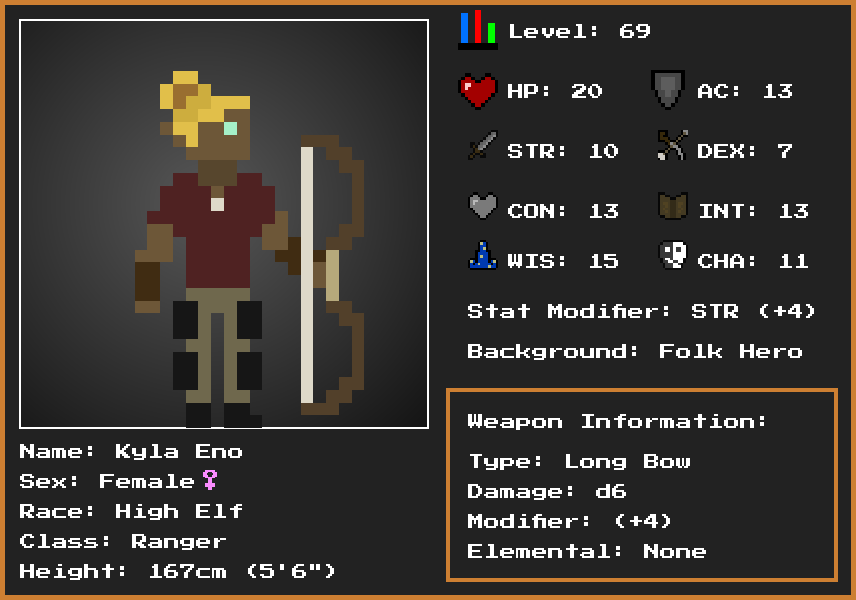 Level: 69
HP: 20 AC: 13
STR: 10 DEX: 7
CON: 13 INT: 13
WIS: 15 CHA: 11
Stat Modifier: STR (+4)
Background: Folk Hero
Name: Kyla Eno
Sex: Female♀
Race: High Elf
Class: Ranger
Height: 167cm (5'6")
Weapon Information:
Type: Long Bow
Damage: d6
Modifier: (+4)
Elemental: None